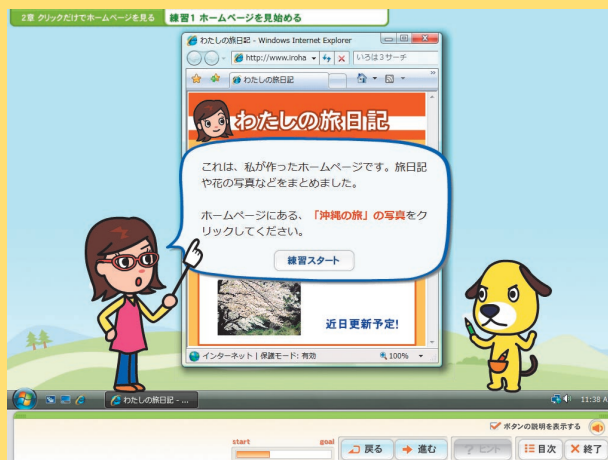 2章 クリックだけでホームページを見る
練習1 ホームページを見始める
わたしの旅日記 - Windows Internet Explorer
http://www.iroha
いろは3サーチ
わたしの旅日記
わたしの旅日記
これは、私が作ったホームページです。旅日記
や花の写真などをまとめました。
ホームページにある、「沖縄の旅」の写真をク
リックしてください。
練習スタート
近日更新予定!
インターネット | 保護モード: 有効
100%
わたしの旅日記 - ...
11:38 A
ボタンの説明を表示する
start
goal
戻る
進む
? ヒント
目次
終了